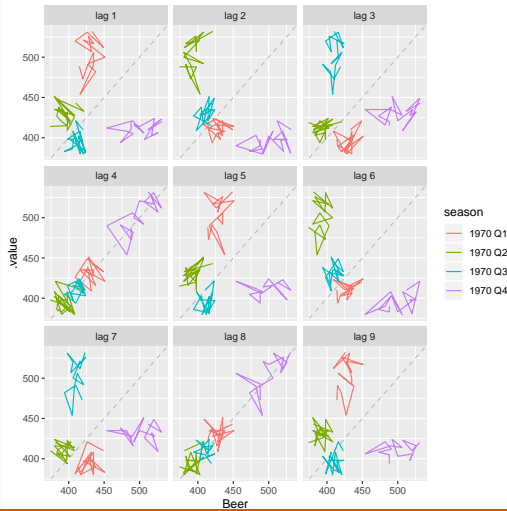 lag 1 lag 2 lag 3
500
450
400
lag 4 lag 5 lag 6
500
450
400
lag 7 lag 8 lag 9
500
450
400
400 450 500 400 450 500 400 450 500
Beer
.value
season
1970 Q1
1970 Q2
1970 Q3
1970 Q4